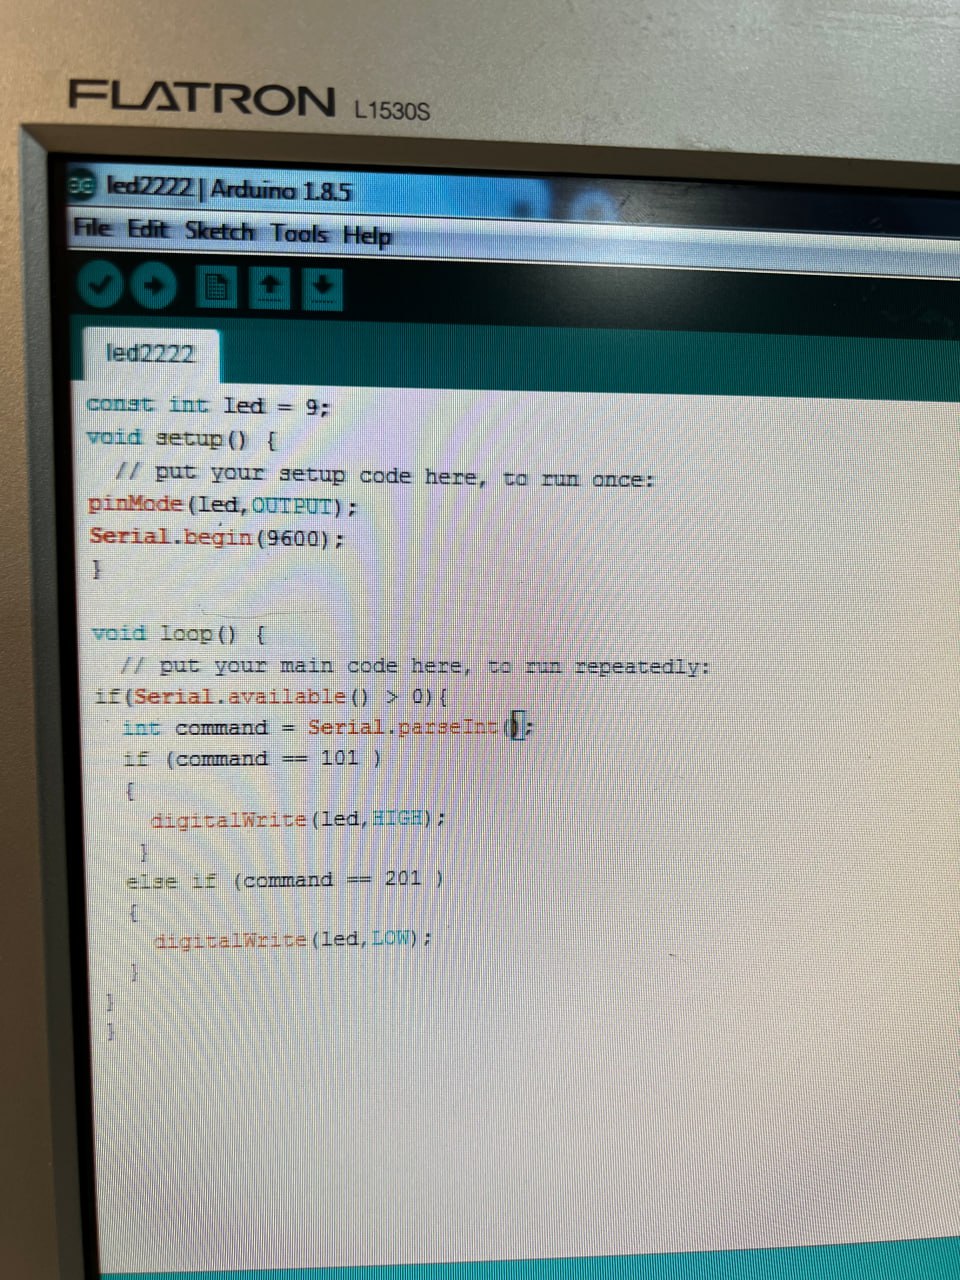 FLATRON L1530S
led2222 | Arduino 1.8.5
File Edit Sketch Tools Help
led2222
const int led = 9;
void setup() {
  // put your setup code here, to run once:
pinMode(led,OUTPUT);
Serial.begin(9600);
}
void loop() {
  // put your main code here, to run repeatedly:
if(Serial.available() > 0){
  int command = Serial.parseInt();
  if (command == 101 )
  {
    digitalWrite(led,HIGH);
   }
  else if (command == 201 )
  {
    digitalWrite(led,LOW);
  }
}
}